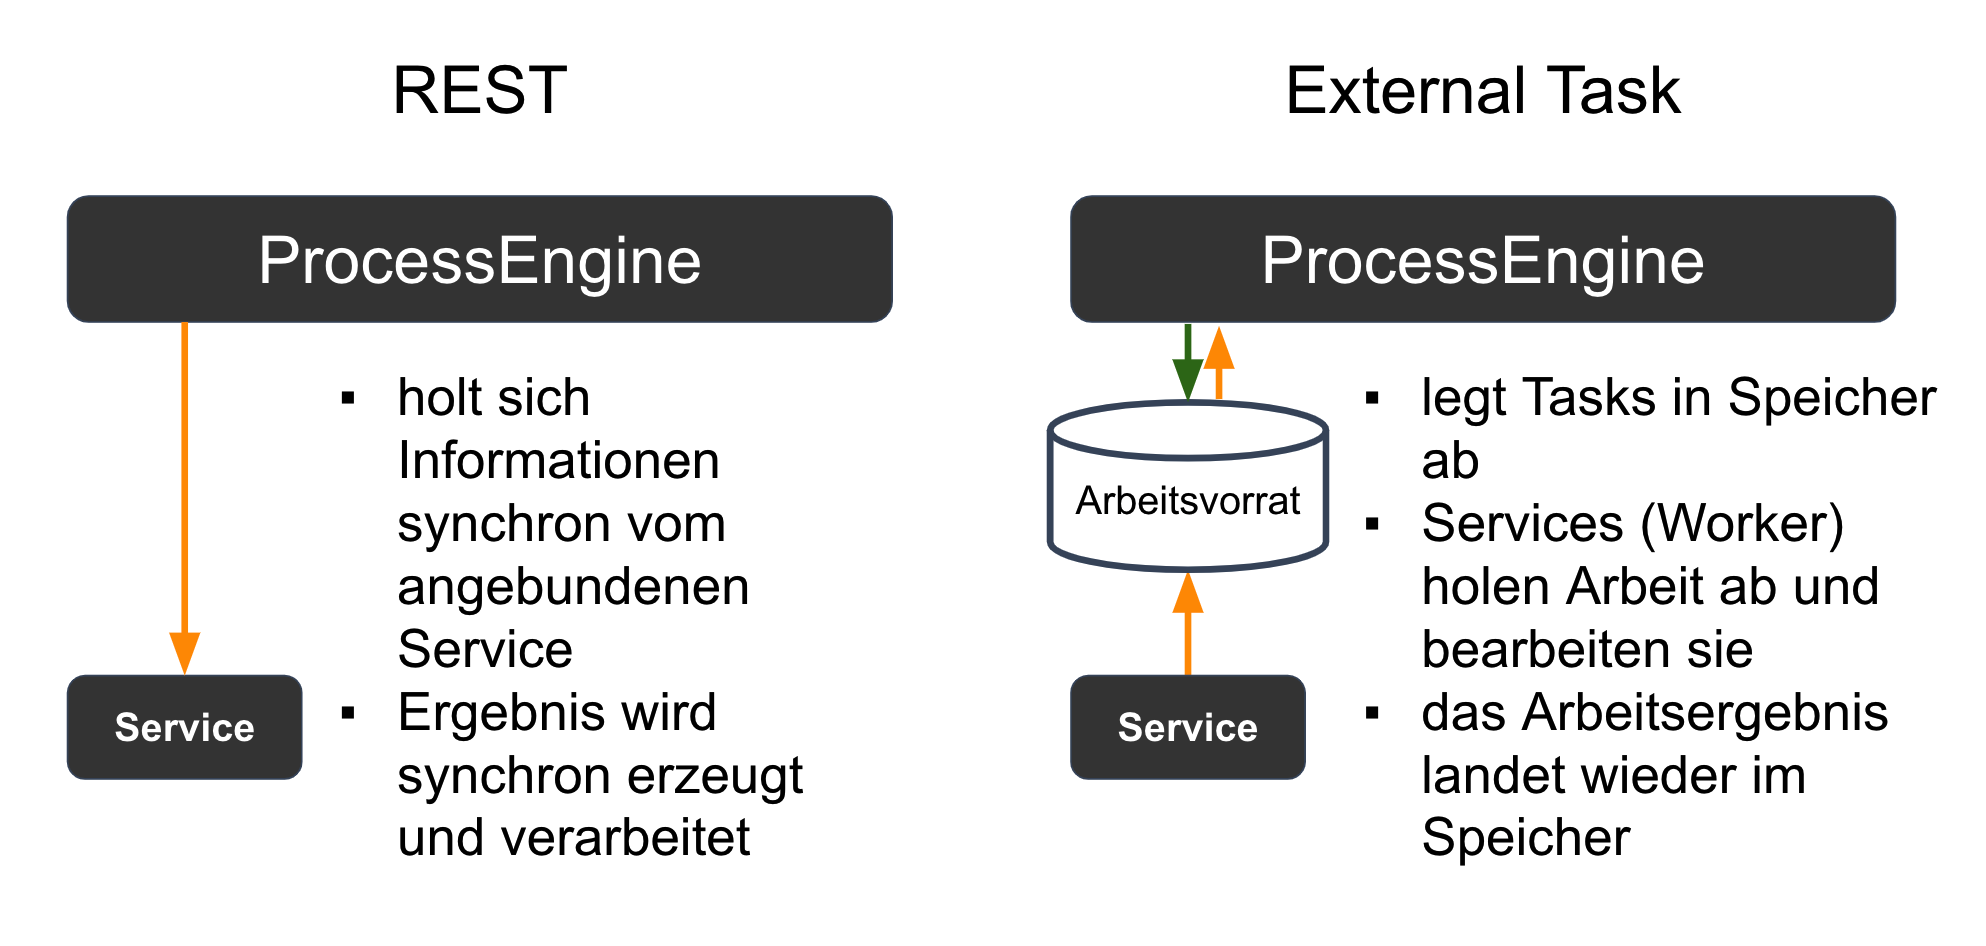 REST
ProcessEngine
▪ holt sich
Informationen
synchron vom
angebundenen
Service
▪ Ergebnis wird
synchron erzeugt
und verarbeitet
Service
External Task
ProcessEngine
Arbeitsvorrat
Service
▪ legt Tasks in Speicher
ab
▪ Services (Worker)
holen Arbeit ab und
bearbeiten sie
▪ das Arbeitsergebnis
landet wieder im
Speicher